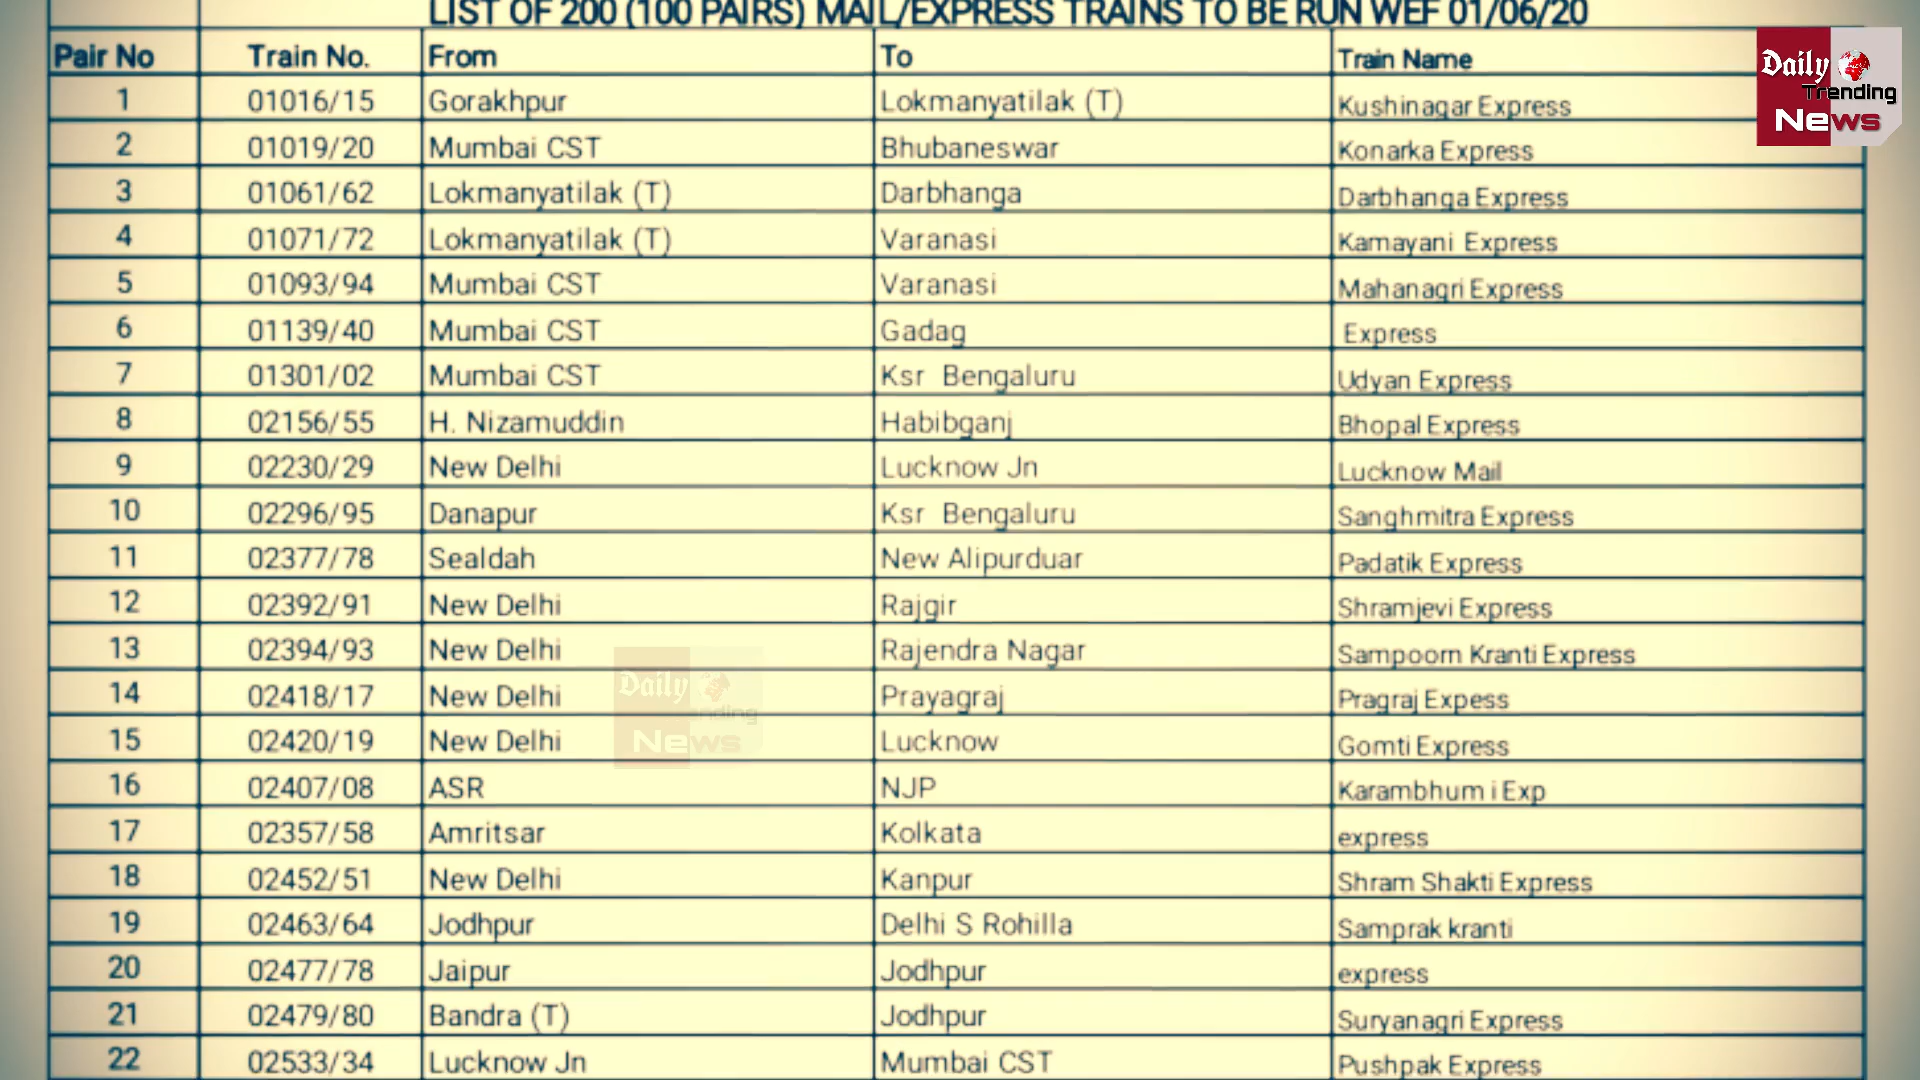 LIST OF 200 (100 PAIRS) MAIL/EXPRESS TRAINS TO BE RUN WEF 01/06/20
Pair No Train No. From To Train Name
1 01016/15 Gorakhpur Lokmanyatilak (T) Kushinagar Express
2 01019/20 Mumbai CST Bhubaneswar Konarka Express
3 01061/62 Lokmanyatilak (T) Darbhanga Darbhanga Express
4 01071/72 Lokmanyatilak (T) Varanasi Kamayani Express
5 01093/94 Mumbai CST Varanasi Mahanagri Express
6 01139/40 Mumbai CST Gadag Express
7 01301/02 Mumbai CST Ksr Bengaluru Udyan Express
8 02156/55 H. Nizamuddin Habibganj Bhopal Express
9 02230/29 New Delhi Lucknow Jn Lucknow Mail
10 02296/95 Danapur Ksr Bengaluru Sanghmitra Express
11 02377/78 Sealdah New Alipurduar Padatik Express
12 02392/91 New Delhi Rajgir Shramjevi Express
13 02394/93 New Delhi Rajendra Nagar Sampoorn Kranti Express
14 02418/17 New Delhi Prayagraj Pragraj Expess
15 02420/19 New Delhi Lucknow Gomti Express
16 02407/08 ASR NJP Karambhum i Exp
17 02357/58 Amritsar Kolkata express
18 02452/51 New Delhi Kanpur Shram Shakti Express
19 02463/64 Jodhpur Delhi S Rohilla Samprak kranti
20 02477/78 Jaipur Jodhpur express
21 02479/80 Bandra (T) Jodhpur Suryanagri Express
22 02533/34 Lucknow Jn Mumbai CST Pushpak Express
Daily
Trending
News
Daily
Trending
News